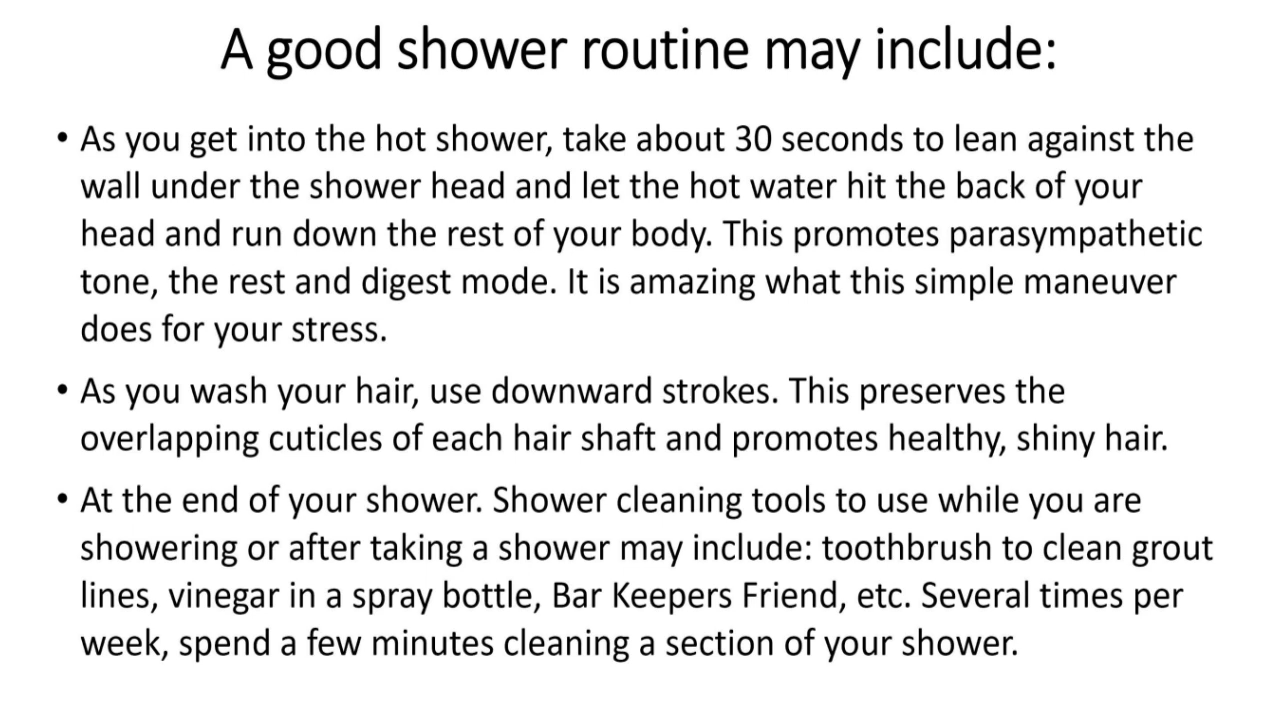 A good shower routine may include:
• As you get into the hot shower, take about 30 seconds to lean against the
wall under the shower head and let the hot water hit the back of your
head and run down the rest of your body. This promotes parasympathetic
tone, the rest and digest mode. It is amazing what this simple maneuver
does for your stress.
• As you wash your hair, use downward strokes. This preserves the
overlapping cuticles of each hair shaft and promotes healthy, shiny hair.
• At the end of your shower. Shower cleaning tools to use while you are
showering or after taking a shower may include: toothbrush to clean grout
lines, vinegar in a spray bottle, Bar Keepers Friend, etc. Several times per
week, spend a few minutes cleaning a section of your shower.